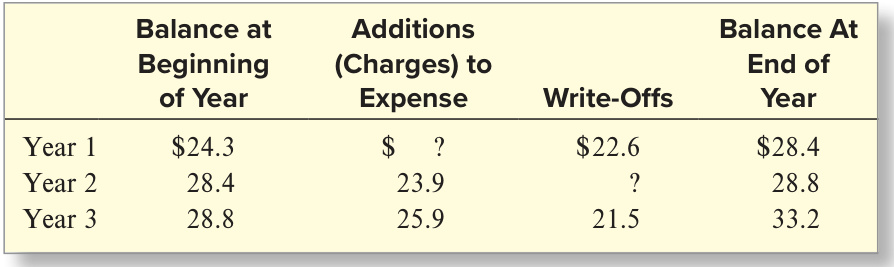 Balance at Additions Balance At
Beginning (Charges) to End of
of Year Expense Write-Offs Year
Year 1 $24.3 $ ? $22.6 $28.4
Year 2 28.4 23.9 ? 28.8
Year 3 28.8 25.9 21.5 33.2